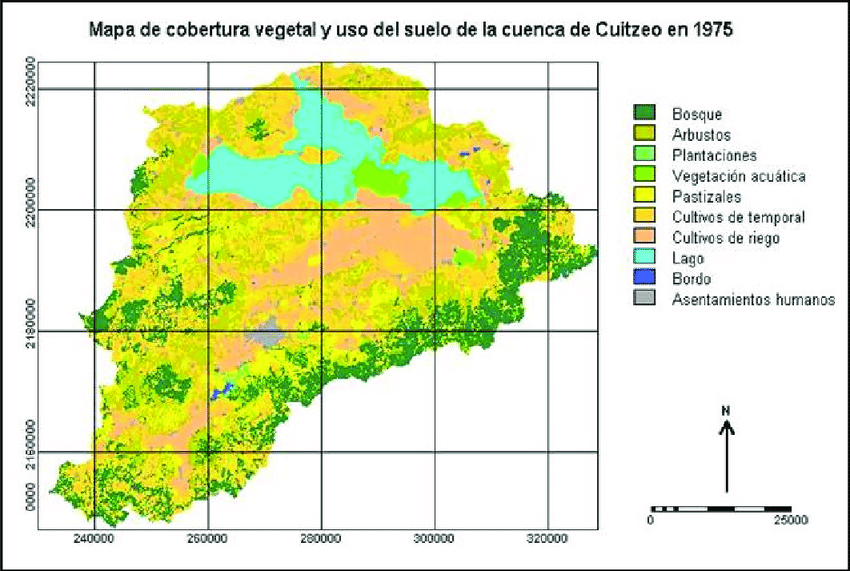 Mapa de cobertura vegetal y uso del suelo de la cuenca de Cuitzeo en 1975
2220000
2200000
2180000
2160000
0000
240000
260000
280000
300000
320000
Bosque
Arbustos
Plantaciones
Vegetación acuática
Pastizales
Cultivos de temporal
Cultivos de riego
Lago
Bordo
Asentamientos humanos
N
0 25000